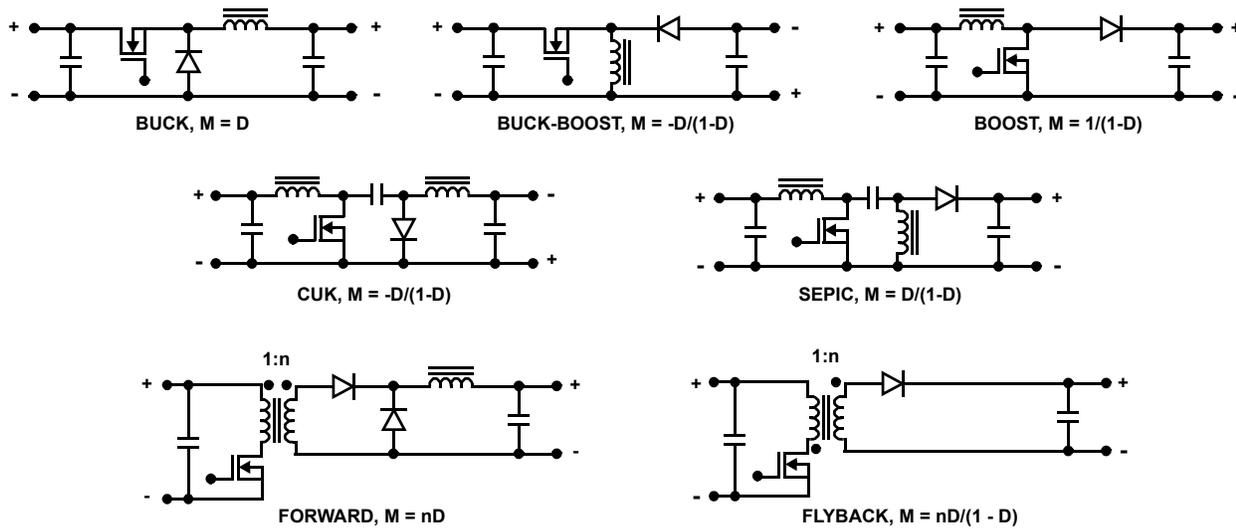 + + + - + +
- - - + - -
BUCK, M = D
BUCK-BOOST, M = -D/(1-D)
BOOST, M = 1/(1-D)
+ - + +
- + - -
CUK, M = -D/(1-D)
SEPIC, M = D/(1-D)
1:n
1:n
+ + + +
- - - -
FORWARD, M = nD
FLYBACK, M = nD/(1 - D)